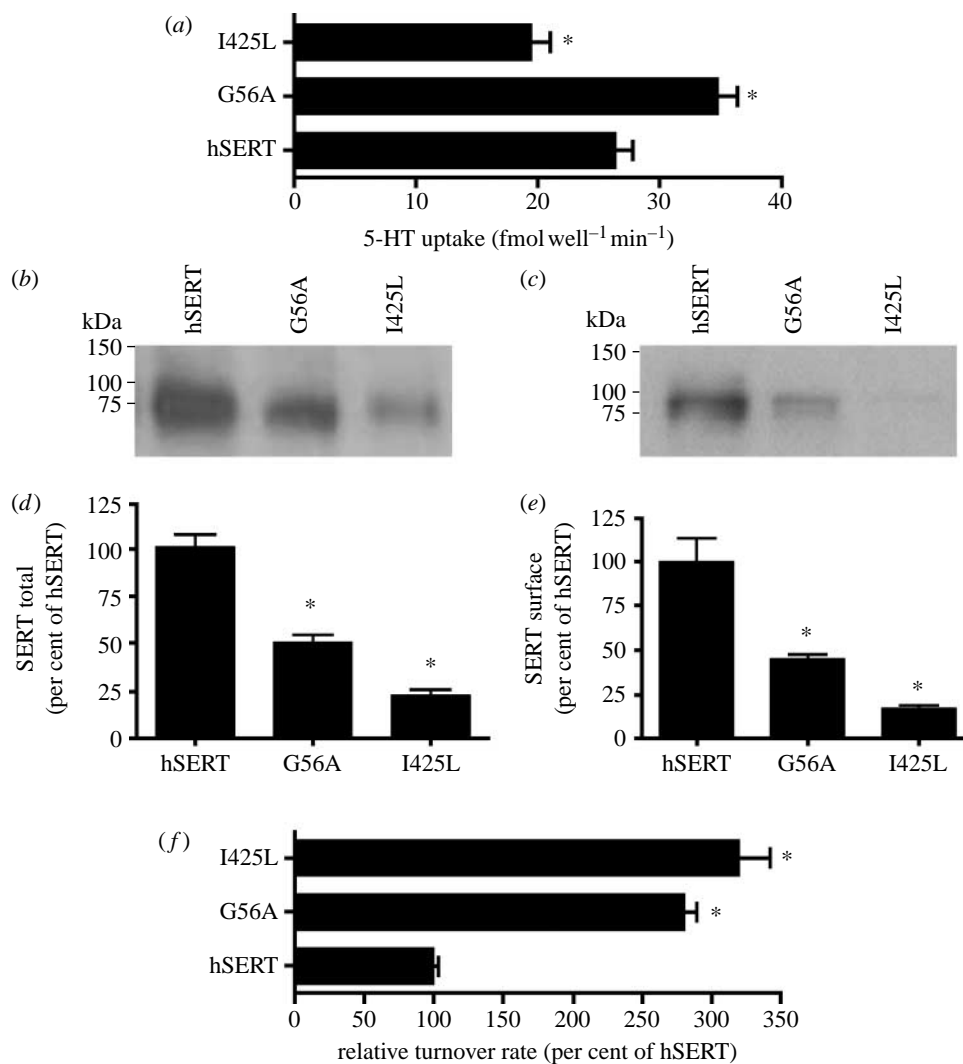 (a)
I425L *
G56A *
hSERT
0 10 20 30 40
5-HT uptake (fmol well⁻¹ min⁻¹)
(b)
kDa hSERT G56A I425L
150
100
75
(c)
kDa hSERT G56A I425L
150
100
75
(d)
SERT total
(per cent of hSERT)
125
100
75
50
25
0
* *
hSERT G56A I425L
(e)
SERT surface
(per cent of hSERT)
125
100
75
50
25
0
* *
hSERT G56A I425L
(f)
I425L *
G56A *
hSERT
0 50 100 150 200 250 300 350
relative turnover rate (per cent of hSERT)